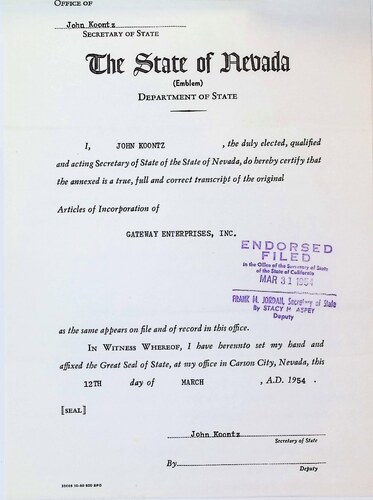 OFFICE OF
John Koontz
SECRETARY OF STATE
The State of Nevada
(Emblem)
DEPARTMENT OF STATE
I, JOHN KOONTZ , the duly elected, qualified
and acting Secretary of State of the State of Nevada, do hereby certify that
the annexed is a true, full and correct transcript of the original
Articles of Incorporation of
GATEWAY ENTERPRISES, INC.
ENDORSED
FILED
in the Office of the Secretary of State
of the State of California
MAR 31 1954
FRANK M. JORDAN, Secretary of State
By STACY H. ASPEY
Deputy
as the same appears on file and of record in this office.
IN WITNESS WHEREOF, I have hereunto set my hand and
affixed the Great Seal of State, at my office in Carson City, Nevada, this
12TH day of MARCH , A.D. 1954 .
[SEAL]
John Koontz
Secretary of State
By
Deputy